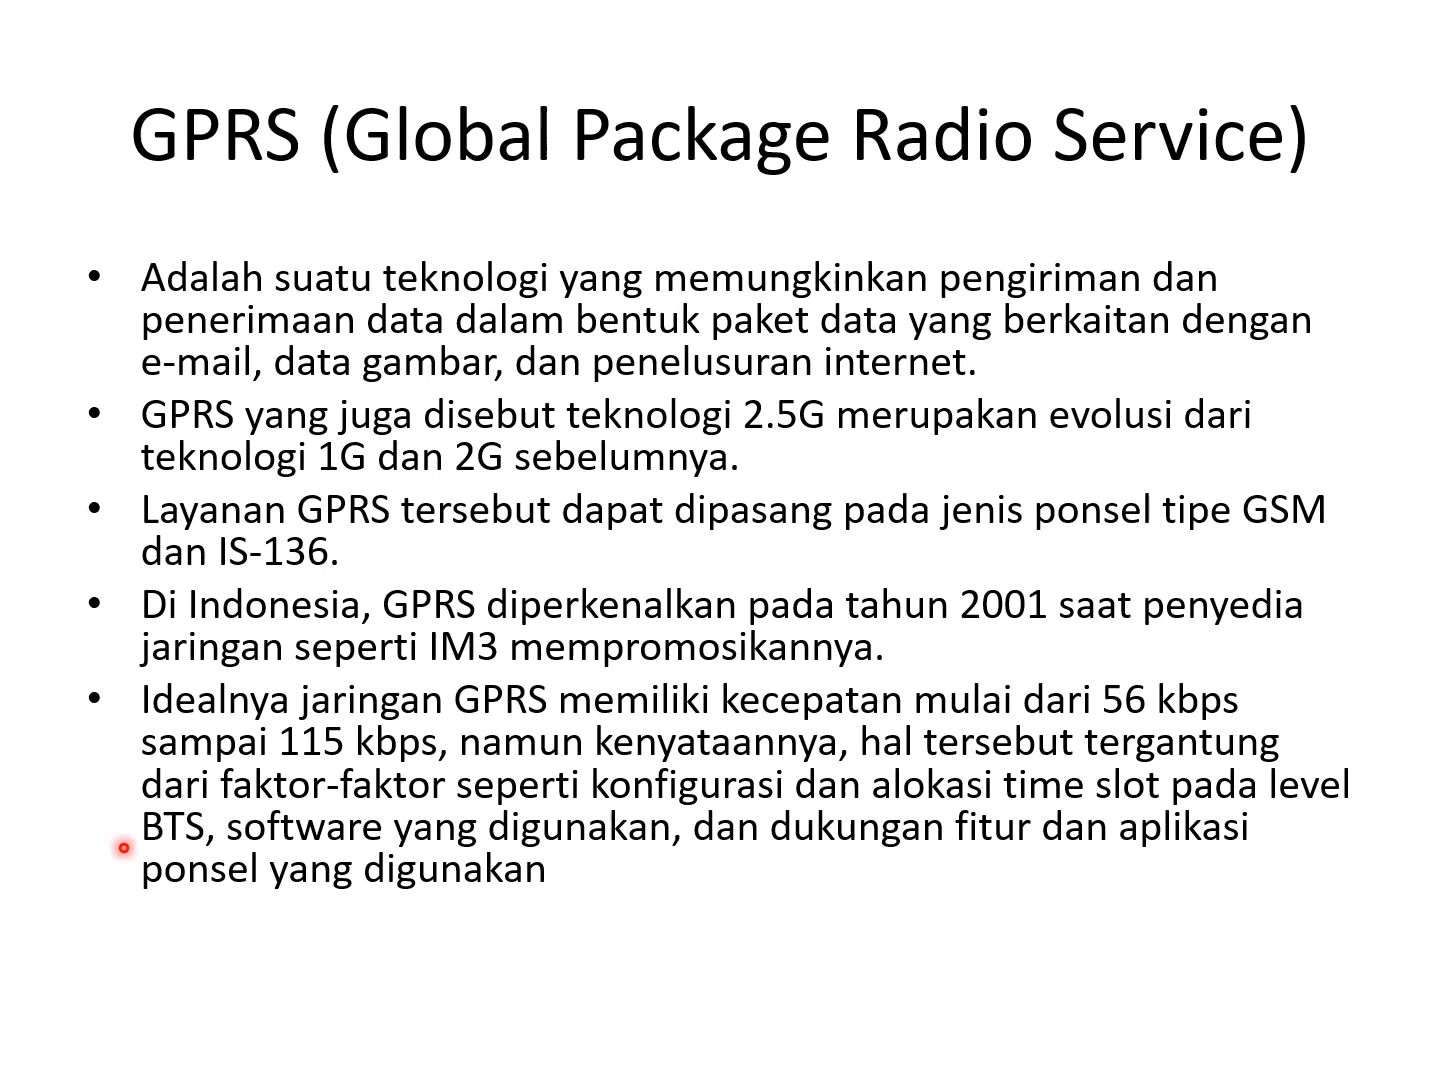 GPRS (Global Package Radio Service)
• Adalah suatu teknologi yang memungkinkan pengiriman dan
penerimaan data dalam bentuk paket data yang berkaitan dengan
e-mail, data gambar, dan penelusuran internet.
• GPRS yang juga disebut teknologi 2.5G merupakan evolusi dari
teknologi 1G dan 2G sebelumnya.
• Layanan GPRS tersebut dapat dipasang pada jenis ponsel tipe GSM
dan IS-136.
• Di Indonesia, GPRS diperkenalkan pada tahun 2001 saat penyedia
jaringan seperti IM3 mempromosikannya.
• Idealnya jaringan GPRS memiliki kecepatan mulai dari 56 kbps
sampai 115 kbps, namun kenyataannya, hal tersebut tergantung
dari faktor-faktor seperti konfigurasi dan alokasi time slot pada level
BTS, software yang digunakan, dan dukungan fitur dan aplikasi
ponsel yang digunakan